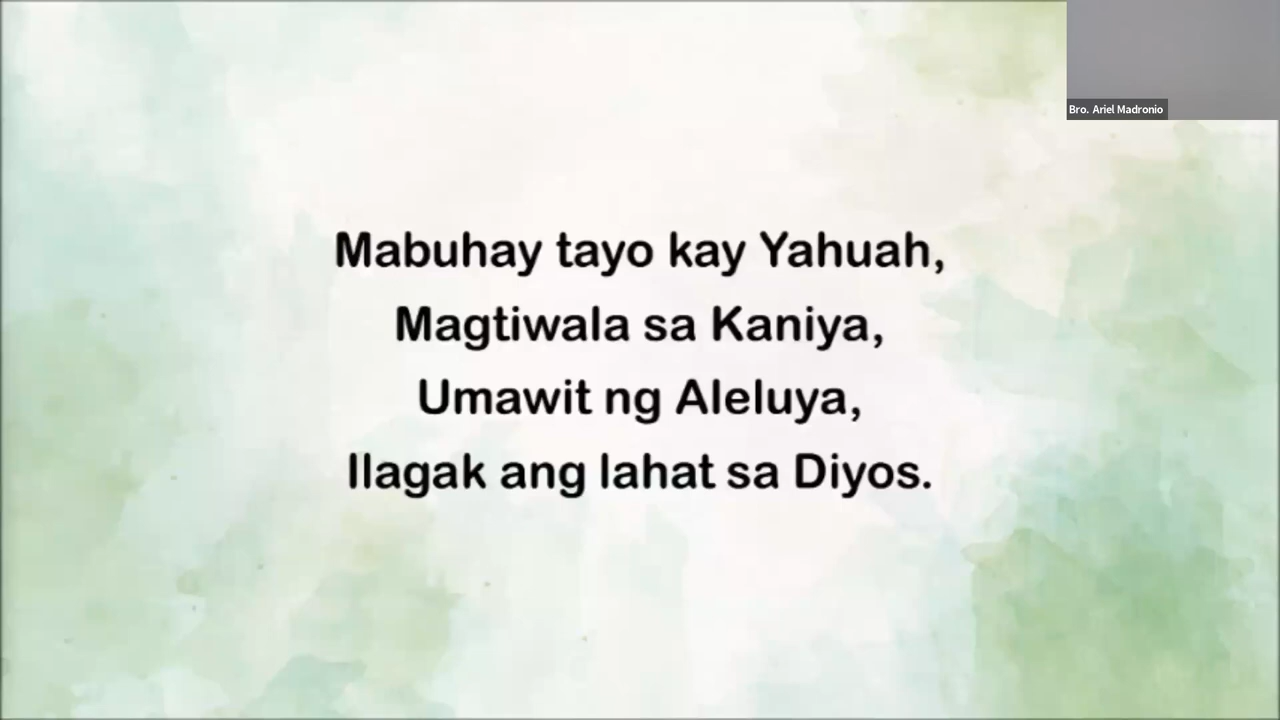 Bro. Ariel Madronio
Mabuhay tayo kay Yahuah,
Magtiwala sa Kaniya,
Umawit ng Aleluya,
Ilagak ang lahat sa Diyos.